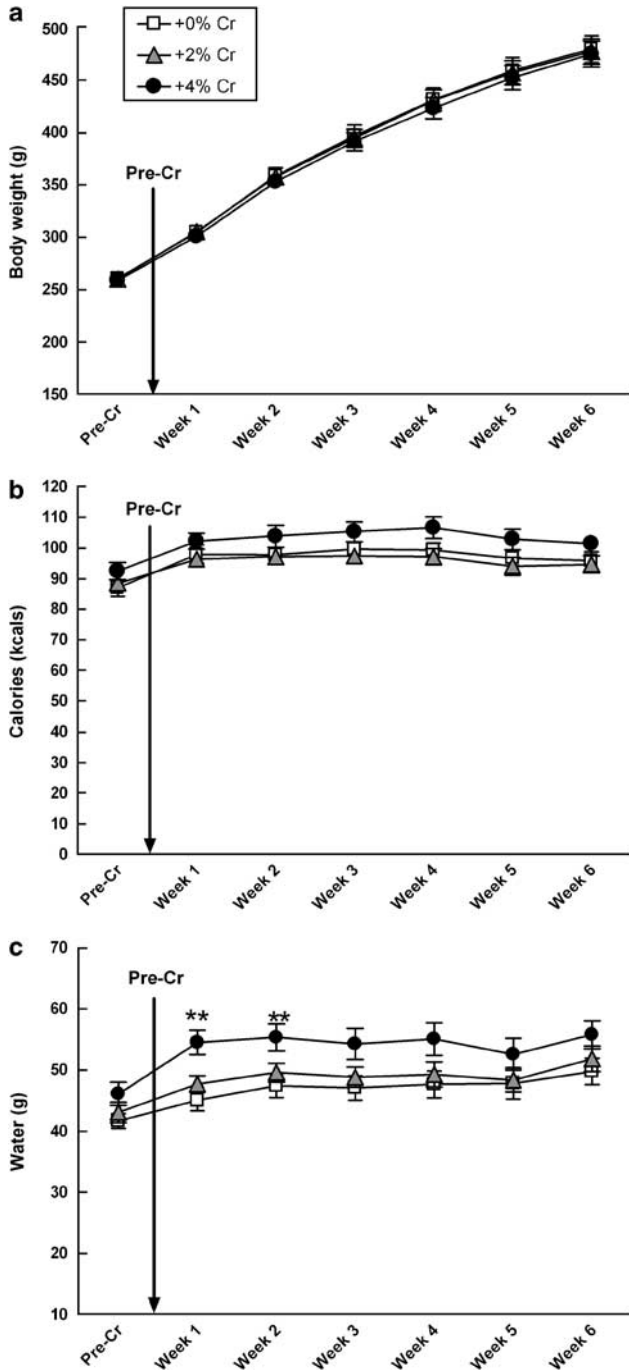 a
+0% Cr
+2% Cr
+4% Cr
Pre-Cr
Body weight (g)
500
450
400
350
300
250
200
150
Pre-Cr
Week 1
Week 2
Week 3
Week 4
Week 5
Week 6
b
Pre-Cr
Calories (kcals)
120
110
100
90
80
70
60
50
40
30
20
10
0
Pre-Cr
Week 1
Week 2
Week 3
Week 4
Week 5
Week 6
c
Pre-Cr
** **
Water (g)
70
60
50
40
30
20
10
Pre-Cr
Week 1
Week 2
Week 3
Week 4
Week 5
Week 6